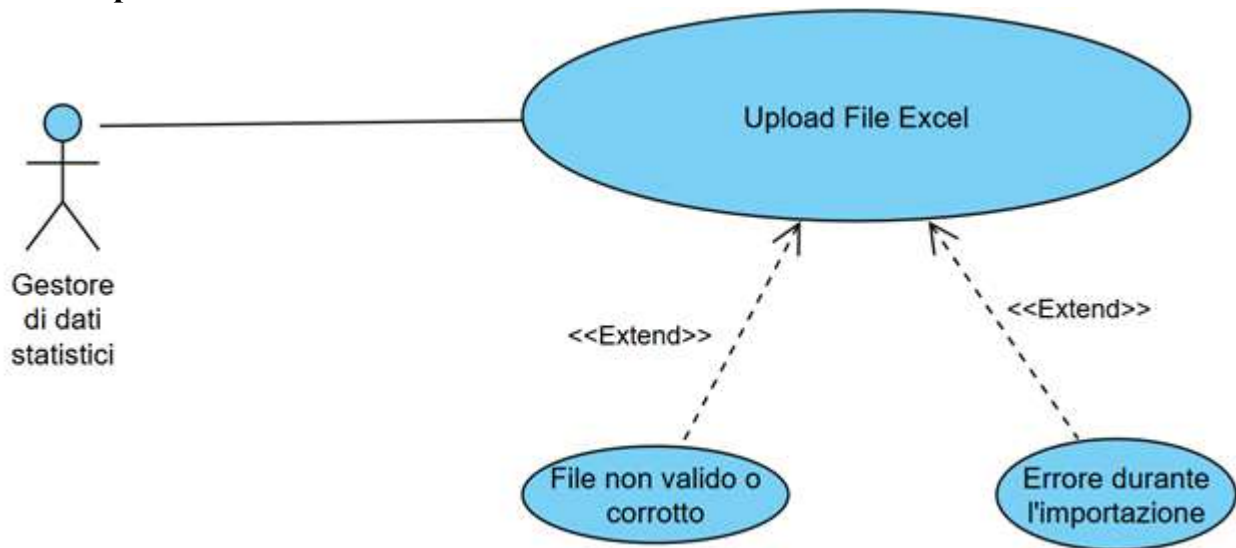 Upload File Excel
Gestore
di dati
statistici
<<Extend>>
<<Extend>>
File non valido o
corrotto
Errore durante
l'importazione